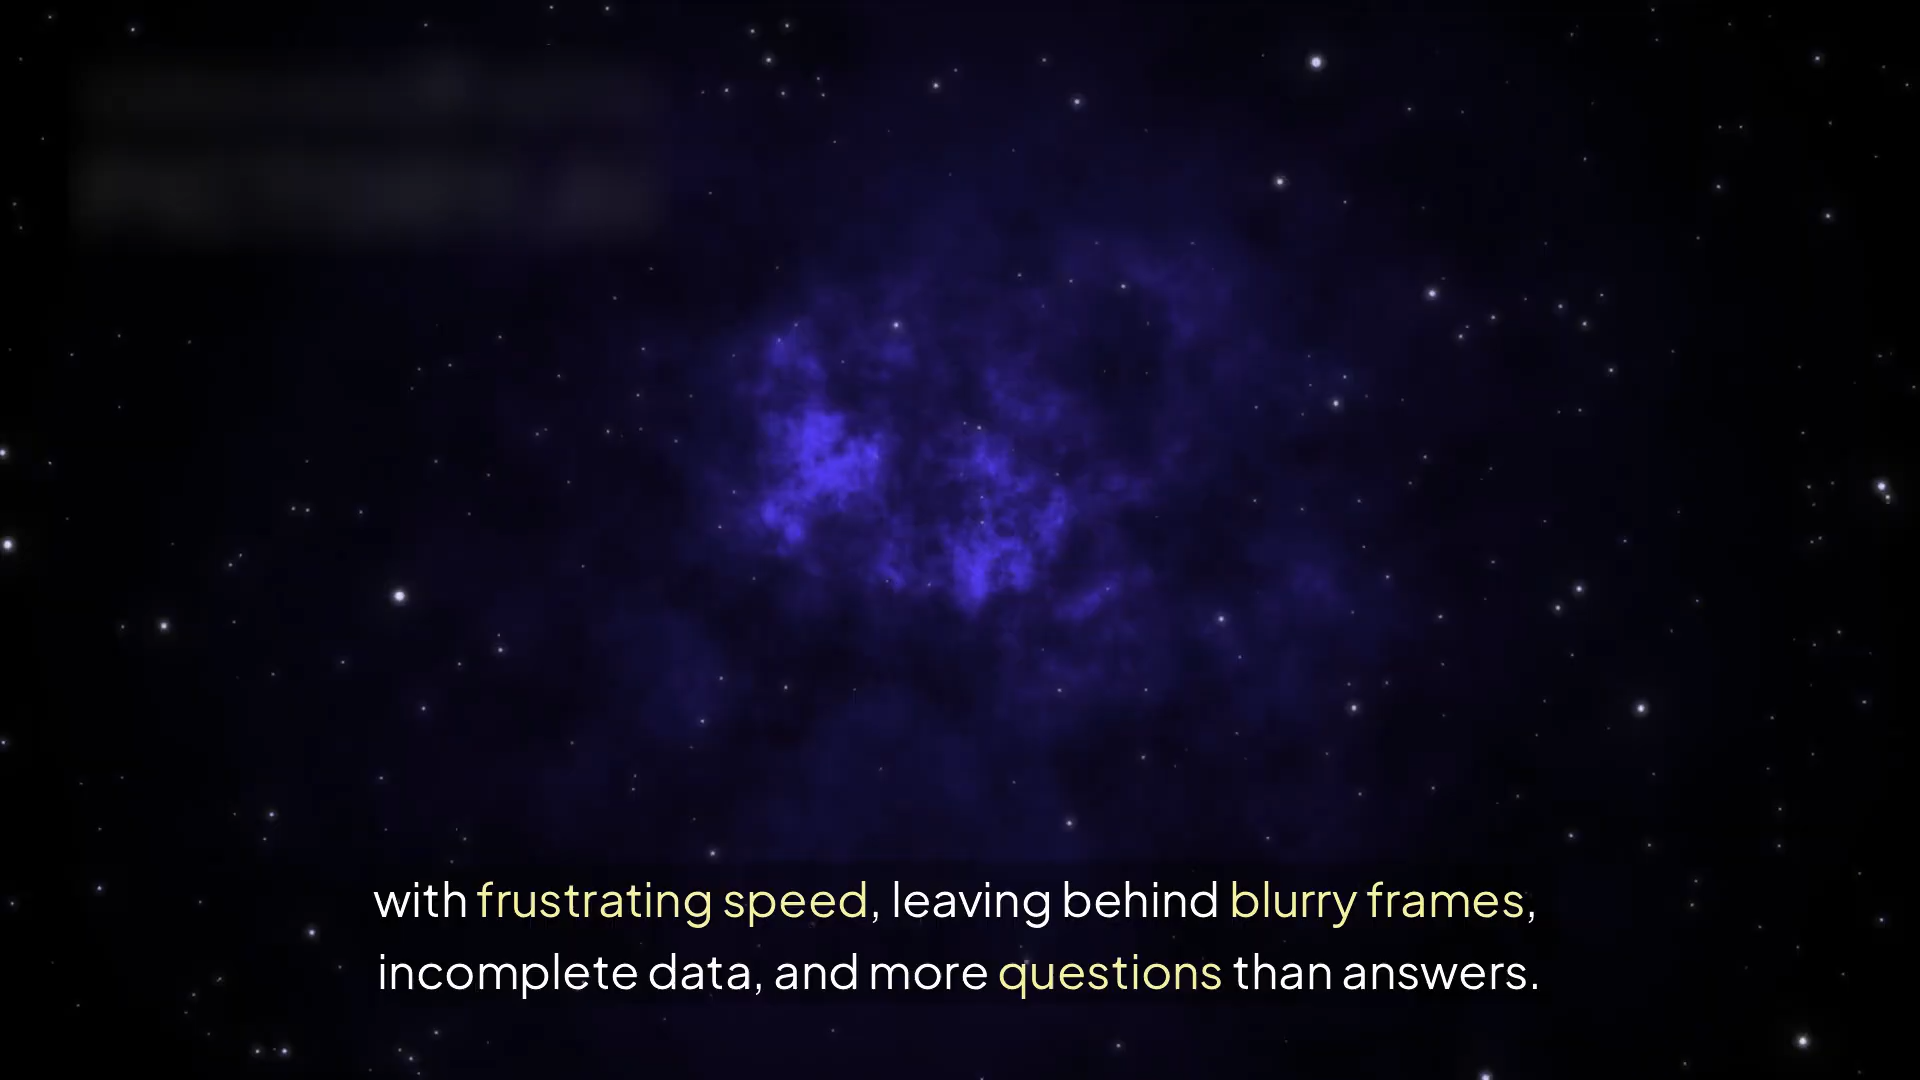 with frustrating speed, leaving behind blurry frames,
incomplete data, and more questions than answers.